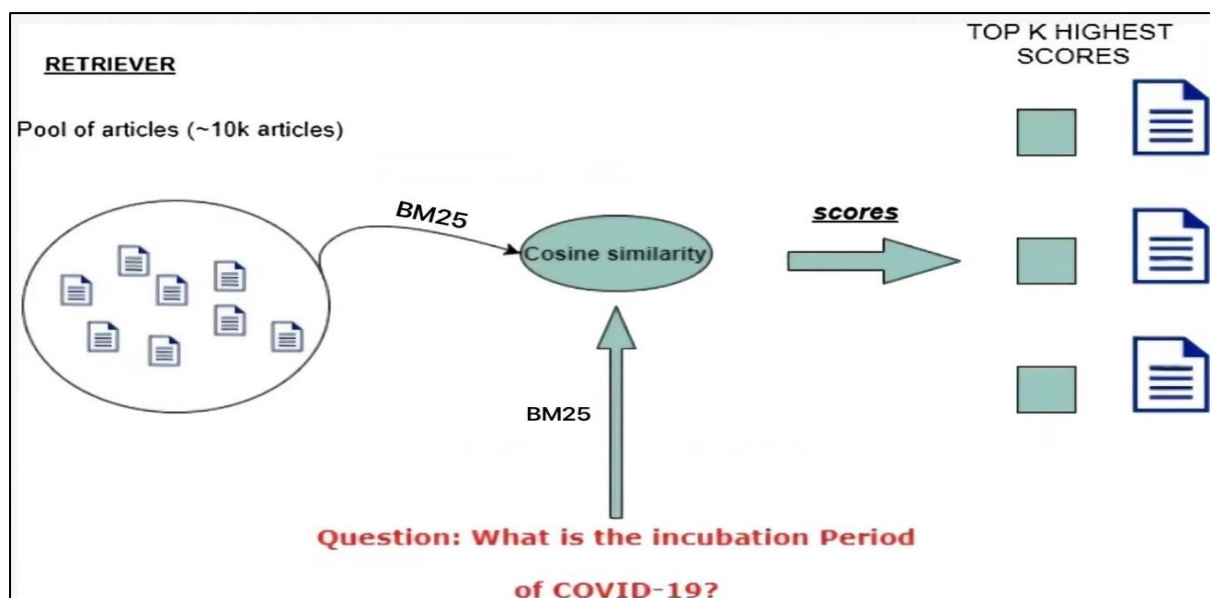 RETRIEVER
Pool of articles (~10k articles)
BM25
Cosine similarity
BM25
Question: What is the incubation Period
of COVID-19?
scores
TOP K HIGHEST
SCORES